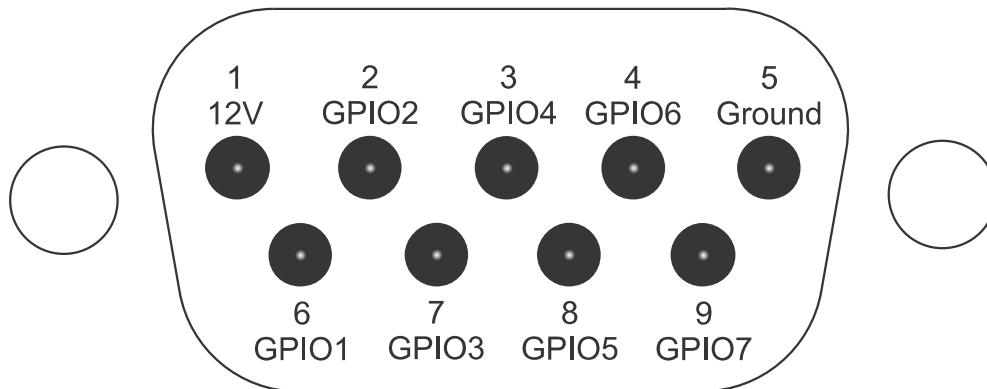 1 2 3 4 5
12V GPIO2 GPIO4 GPIO6 Ground
6 7 8 9
GPIO1 GPIO3 GPIO5 GPIO7